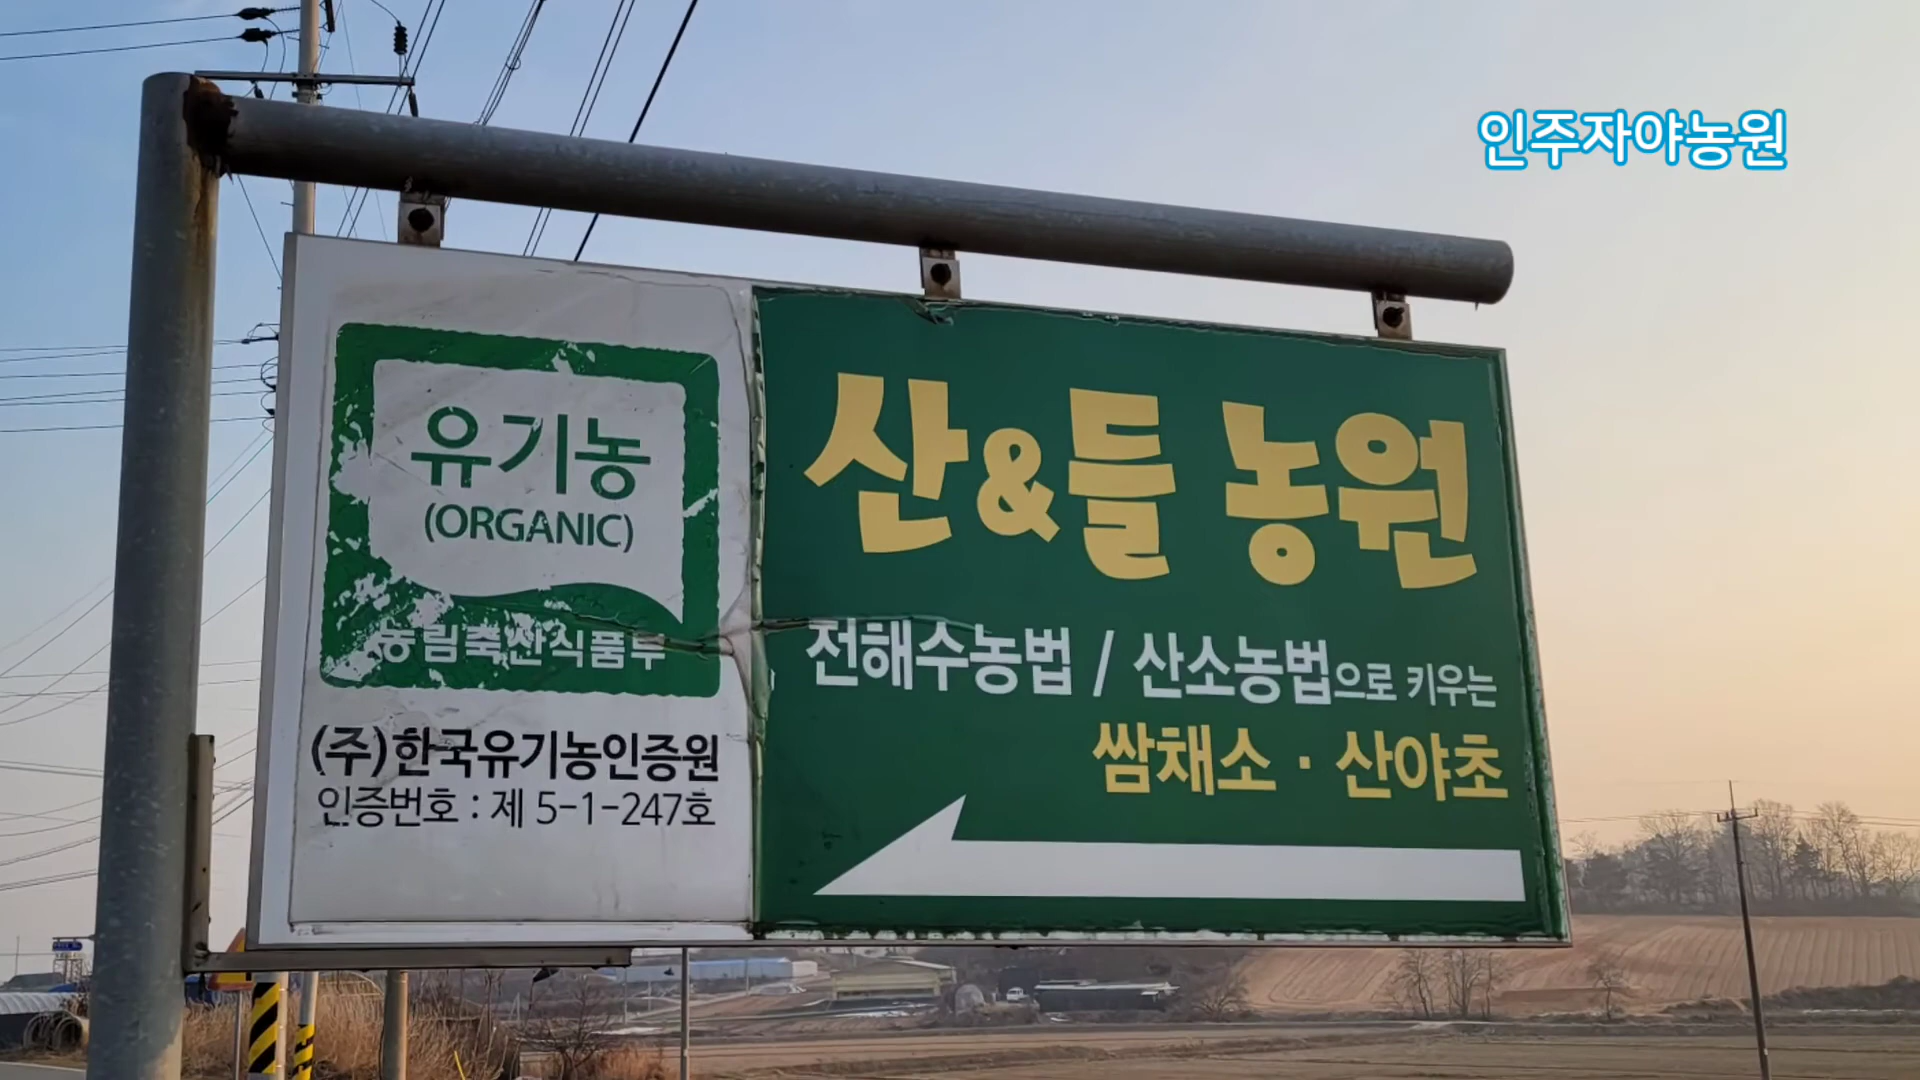 인주자야농원
유기농
(ORGANIC)
농림축산식품부
(주)한국유기농인증원
인증번호 : 제 5-1-247호
산&들 농원
전해수농법 / 산소농법으로 키우는
쌈채소 · 산야초